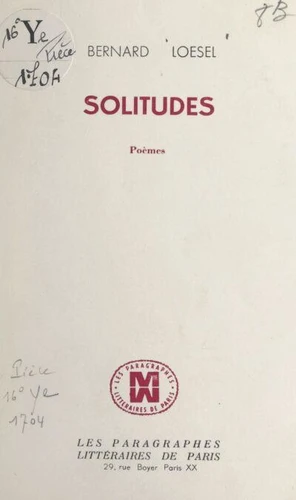 16° Ye
Pièce
1704
8B
BERNARD LOESEL
SOLITUDES
Poèmes
LES PARAGRAPHES
LITTÉRAIRES DE PARIS
Pièce
16° Ye
1704
LES PARAGRAPHES
LITTÉRAIRES DE PARIS
29, rue Boyer Paris XX